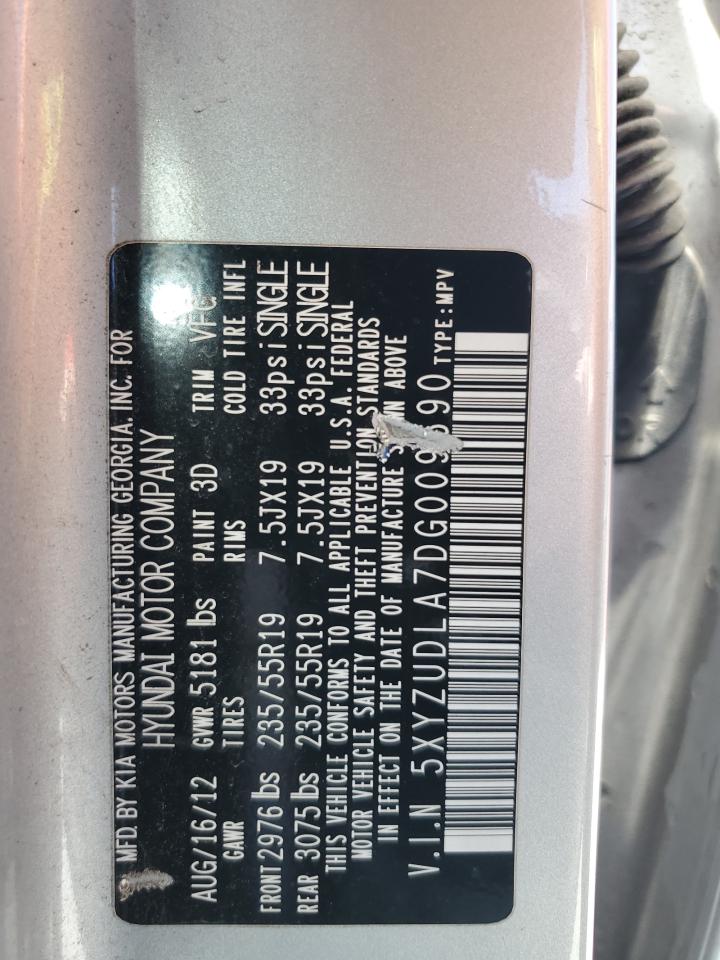 MFD. BY KIA MOTORS MANUFACTURING GEORGIA. INC. FOR
HYUNDAI MOTOR COMPANY
AUG/16/12 GVWR 5181 lbs PAINT 3D TRIM
GAWR TIRES RIMS COLD TIRE INFL
FRONT 2976 lbs 235/55R19 7.5JX19 33psi SINGLE
REAR 3075 lbs 235/55R19 7.5JX19 33psi SINGLE
THIS VEHICLE CONFORMS TO ALL APPLICABLE U.S.A. FEDERAL
MOTOR VEHICLE SAFETY AND THEFT PREVENTION STANDARDS
IN EFFECT ON THE DATE OF MANUFACTURE ABOVE
V.I.N TYPE:MPV